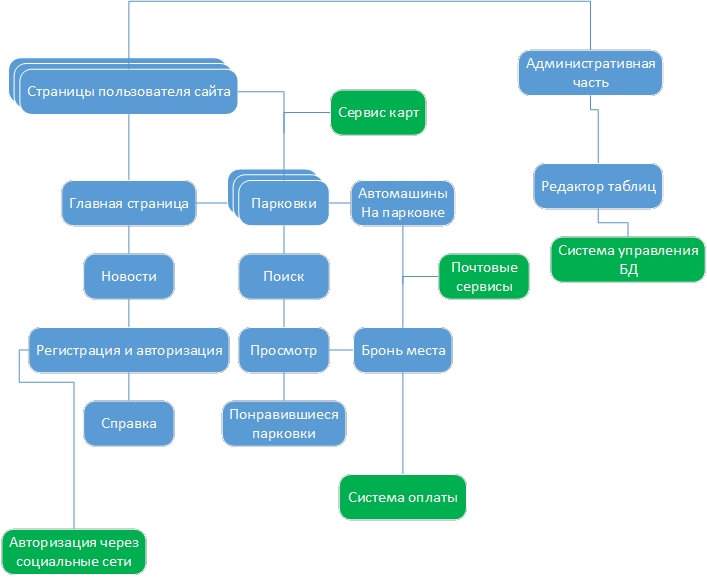 Административная
часть
Страницы пользователя сайта
Сервис карт
Главная страница
Парковки
Автомашины
На парковке
Редактор таблиц
Система управления
БД
Новости
Поиск
Почтовые
сервисы
Регистрация и авторизация
Просмотр
Бронь места
Справка
Понравившиеся
парковки
Система оплаты
Авторизация через
социальные сети